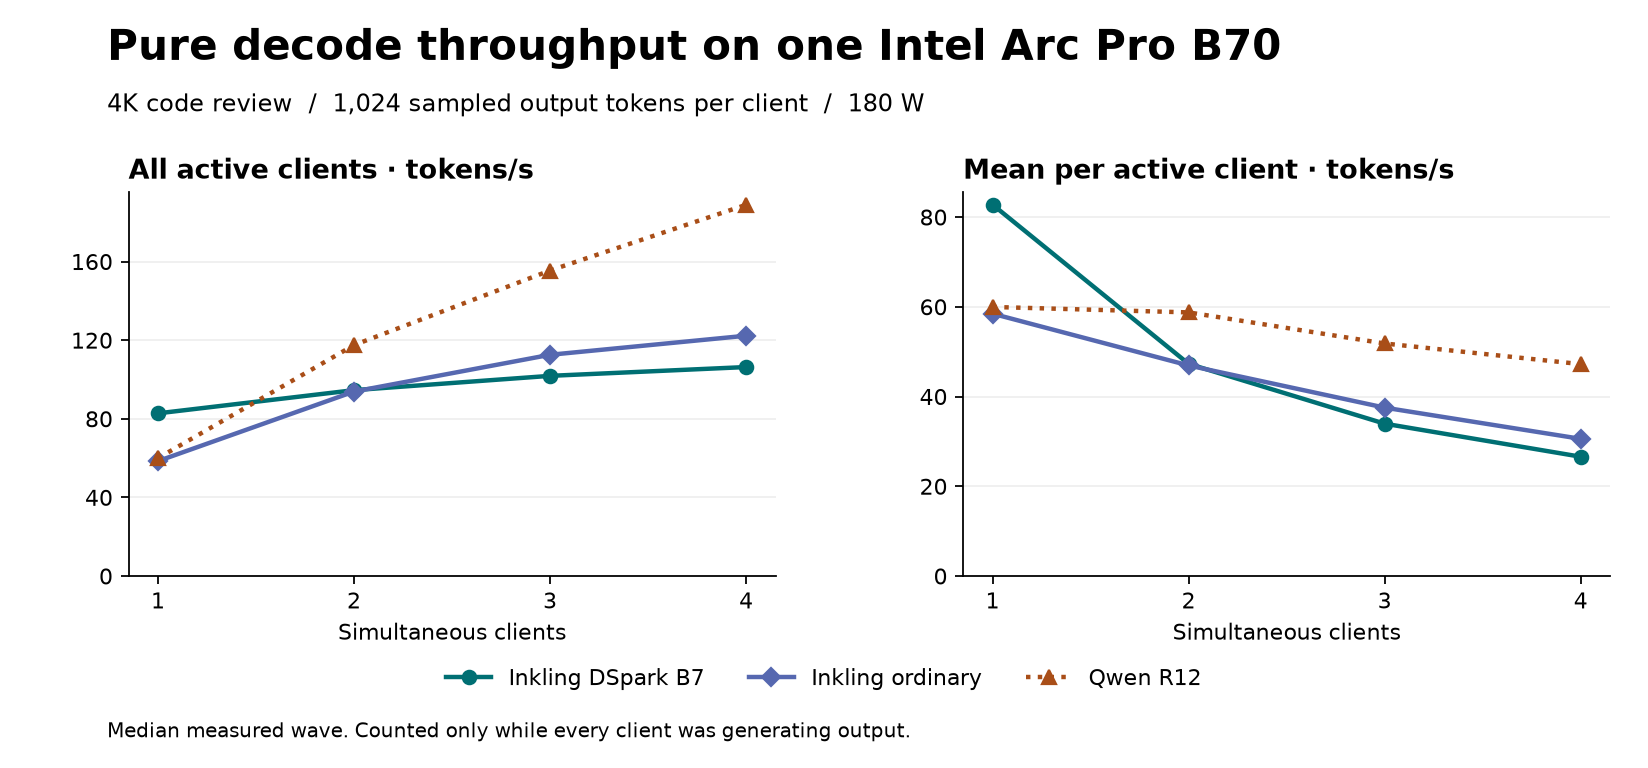 Pure decode throughput on one Intel Arc Pro B70
4K code review / 1,024 sampled output tokens per client / 180 W
All active clients · tokens/s
160
120
80
40
0
1 2 3 4
Simultaneous clients
Mean per active client · tokens/s
80
60
40
20
0
1 2 3 4
Simultaneous clients
Inkling DSpark B7 Inkling ordinary Qwen R12
Median measured wave. Counted only while every client was generating output.